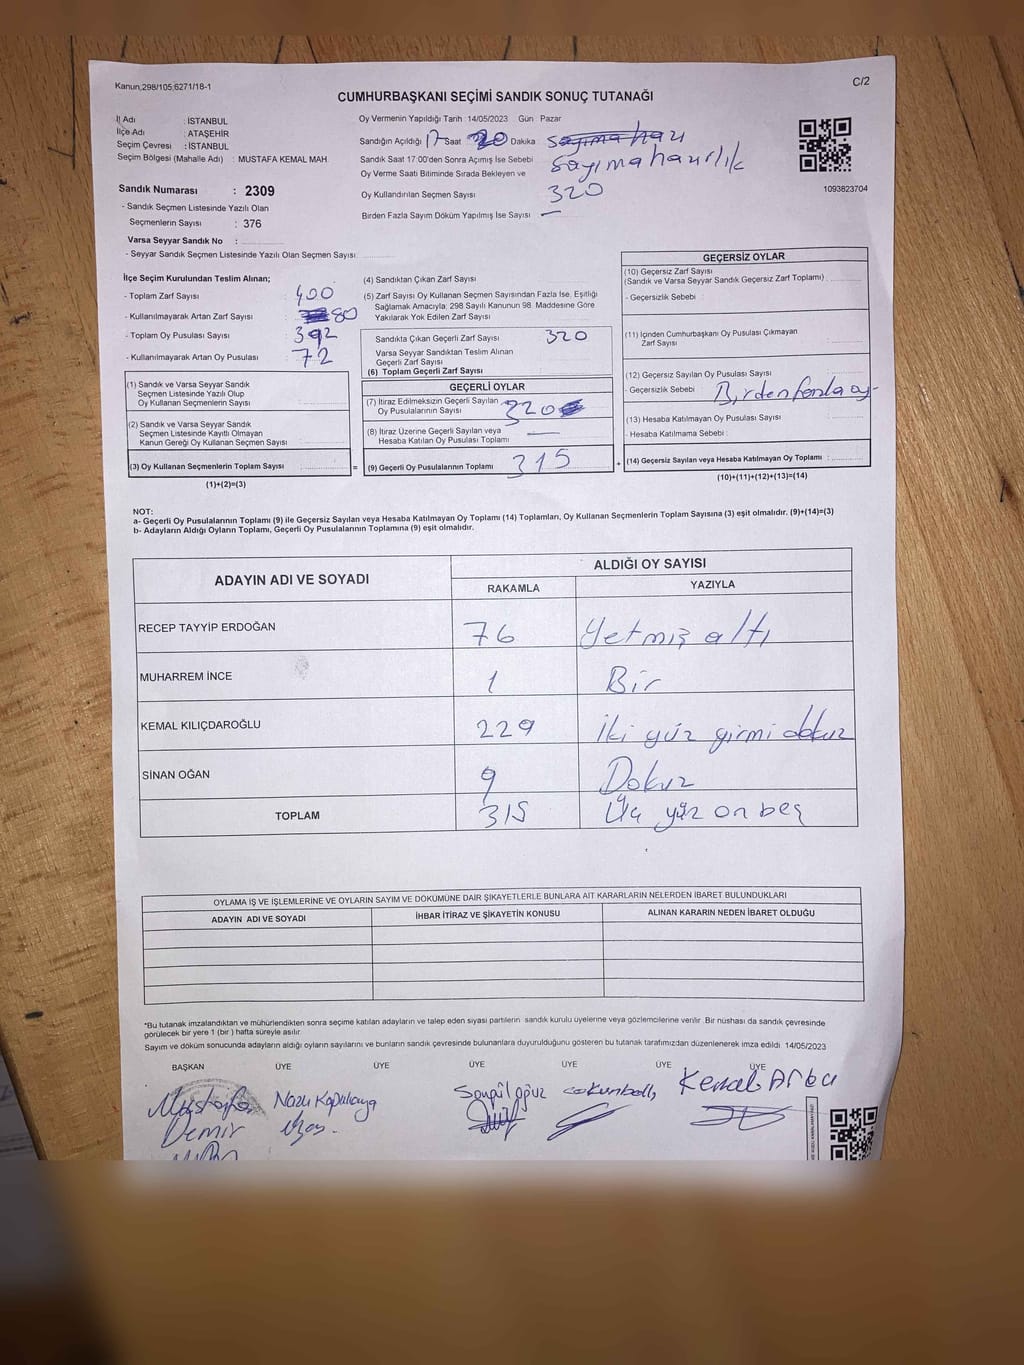 Kanun;298/105;6271/18-1
C/2
CUMHURBAŞKANI SEÇİMİ SANDIK SONUÇ TUTANAĞI
İl Adı : İSTANBUL
İlçe Adı : ATAŞEHİR
Seçim Çevresi : İSTANBUL
Seçim Bölgesi (Mahalle Adı) : MUSTAFA KEMAL MAH.
Sandık Numarası : 2309
- Sandık Seçmen Listesinde Yazılı Olan
Seçmenlerin Sayısı : 376
Varsa Seyyar Sandık No :
- Seyyar Sandık Seçmen Listesinde Yazılı Olan Seçmen Sayısı:
Oy Vermenin Yapıldığı Tarih :14/05/2023 Gün Pazar
Sandığın Açıldığı 17 Saat 20 Dakika
Sandık Saat 17:00'den Sonra Açımış İse Sebebi sayıma hazırlık
Oy Verme Saati Bitiminde Sırada Bekleyen ve
Oy Kullandırılan Seçmen Sayısı 320
Birden Fazla Sayım Döküm Yapılmış İse Sayısı —
1093823704
İlçe Seçim Kurulundan Teslim Alınan;
- Toplam Zarf Sayısı : 400
- Kullanılmayarak Artan Zarf Sayısı : 80
- Toplam Oy Pusulası Sayısı : 392
- Kullanılmayarak Artan Oy Pusulası : 72
(1) Sandık ve Varsa Seyyar Sandık
Seçmen Listesinde Yazılı Olup
Oy Kullanan Seçmenlerin Sayısı
(2) Sandık ve Varsa Seyyar Sandık
Seçmen Listesinde Kayıtlı Olmayan
Kanun Gereği Oy Kullanan Seçmen Sayısı
(3) Oy Kullanan Seçmenlerin Toplam Sayısı
=
(1)+(2)=(3)
(4) Sandıktan Çıkan Zarf Sayısı
(5) Zarf Sayısı Oy Kullanan Seçmen Sayısından Fazla İse, Eşitliği
Sağlamak Amacıyla; 298 Sayılı Kanunun 98. Maddesine Göre
Yakılarak Yok Edilen Zarf Sayısı
Sandıkta Çıkan Geçerli Zarf Sayısı 320
Varsa Seyyar Sandıktan Teslim Alınan
Geçerli Zarf Sayısı
(6) Toplam Geçerli Zarf Sayısı
GEÇERLİ OYLAR
(7) İtiraz Edilmeksizin Geçerli Sayılan
Oy Pusulalarının Sayısı 320
(8) İtiraz Üzerine Geçerli Sayılan veya
Hesaba Katılan Oy Pusulası Toplamı —
(9) Geçerli Oy Pusulalarının Toplamı 315
+
GEÇERSİZ OYLAR
(10) Geçersiz Zarf Sayısı
(Sandık ve Varsa Seyyar Sandık Geçersiz Zarf Toplamı)
- Geçersizlik Sebebi :
(11) İçinden Cumhurbaşkanı Oy Pusulası Çıkmayan
Zarf Sayısı
(12) Geçersiz Sayılan Oy Pusulası Sayısı
- Geçersizlik Sebebi : Birden fazla oy
(13) Hesaba Katılmayan Oy Pusulası Sayısı
- Hesaba Katılmama Sebebi :
(14) Geçersiz Sayılan veya Hesaba Katılmayan Oy Toplamı :
(10)+(11)+(12)+(13)=(14)
NOT:
a- Geçerli Oy Pusulalarının Toplamı (9) ile Geçersiz Sayılan veya Hesaba Katılmayan Oy Toplamı (14) Toplamları, Oy Kullanan Seçmenlerin Toplam Sayısına (3) eşit olmalıdır. (9)+(14)=(3)
b- Adayların Aldığı Oyların Toplamı, Geçerli Oy Pusulalarının Toplamına (9) eşit olmalıdır.
ADAYIN ADI VE SOYADI
ALDIĞI OY SAYISI
RAKAMLA YAZIYLA
RECEP TAYYİP ERDOĞAN 76 yetmiş altı
MUHARREM İNCE 1 Bir
KEMAL KILIÇDAROĞLU 229 iki yüz girmi dokuz
SİNAN OĞAN 9 Dokuz
TOPLAM 315 Üç yüz on beş
OYLAMA İŞ VE İŞLEMLERİNE VE OYLARIN SAYIM VE DÖKÜMÜNE DAİR ŞİKAYETLERLE BUNLARA AİT KARARLARIN NELERDEN İBARET BULUNDUKLARI
ADAYIN ADI VE SOYADI İHBAR İTİRAZ VE ŞİKAYETİN KONUSU ALINAN KARARIN NEDEN İBARET OLDUĞU
*Bu tutanak imzalandıktan ve mühürlendikten sonra seçime katılan adayların ve talep eden siyasi partilerin sandık kurulu üyelerine veya gözlemcilerine verilir. Bir nüshası da sandık çevresinde
görülecek bir yere 1 (bir) hafta süreyle asılır.
Sayım ve döküm sonucunda adayların aldığı oyların sayılarını ve bunların sandık çevresinde bulunanlara duyurulduğunu gösteren bu tutanak tarafımızdan düzenlenerek imza edildi. 14/05/2023
BAŞKAN ÜYE ÜYE ÜYE ÜYE ÜYE
Mustafa
Demir
Kemal Arba